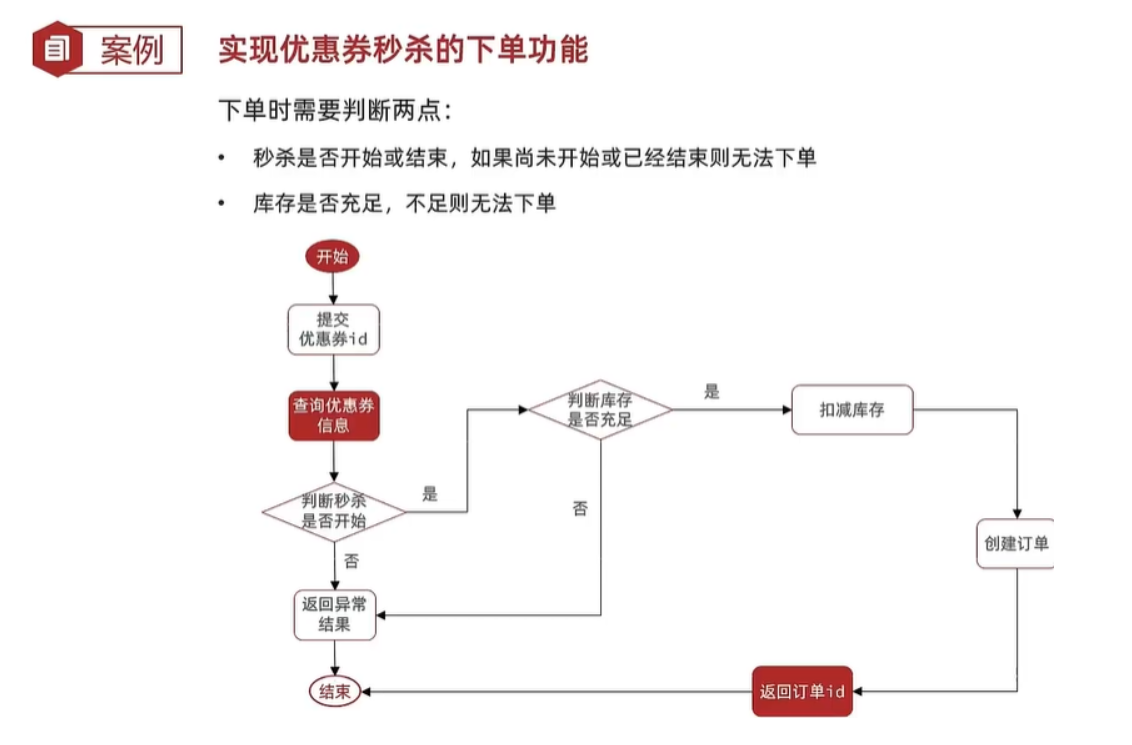 案例
实现优惠券秒杀的下单功能
下单时需要判断两点：
• 秒杀是否开始或结束，如果尚未开始或已经结束则无法下单
• 库存是否充足，不足则无法下单
开始
提交
优惠券id
查询优惠券
信息
判断秒杀
是否开始
是
否
返回异常
结果
结束
判断库存
是否充足
是
否
扣减库存
创建订单
返回订单id